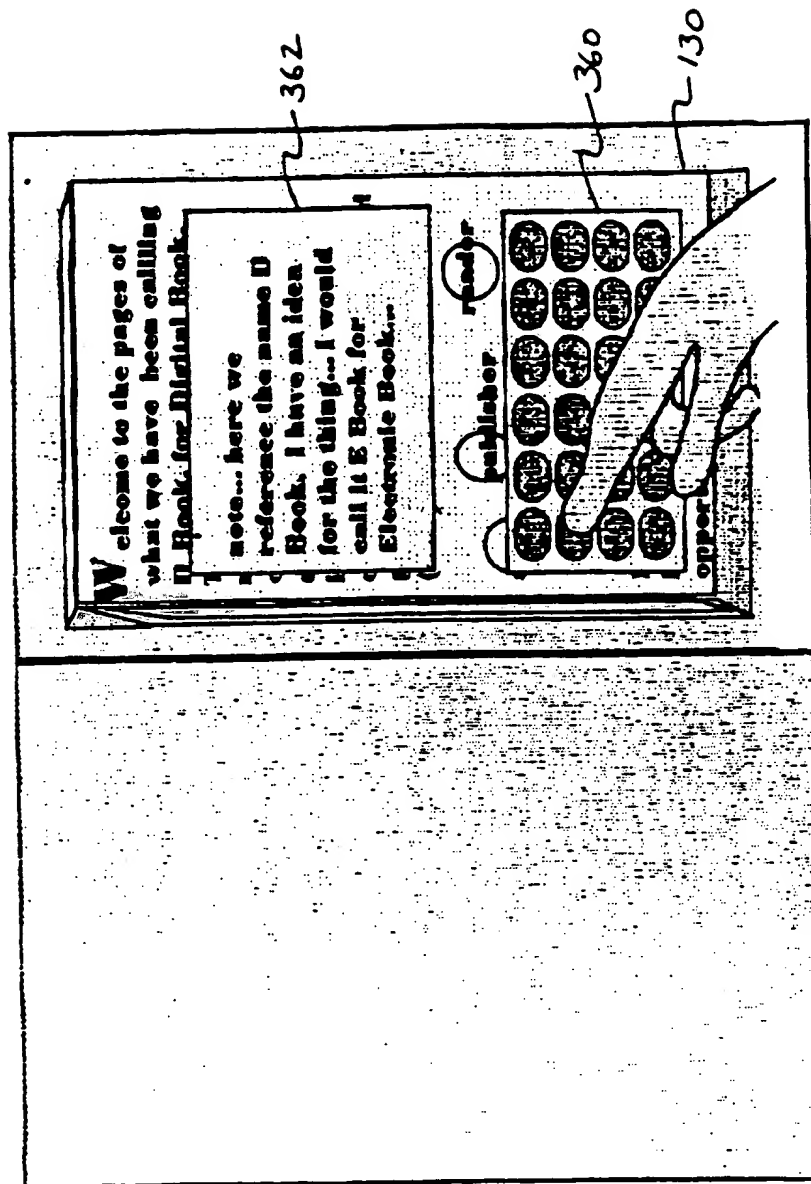 Welcome to the pages of
what we have been callling
D Book, for Digital Book.
note... here we
reference the name D
Book. I have an idea
for the thing... I would
call it E Book for
Electronic Book...
publisher reader
oppor
362
360
130